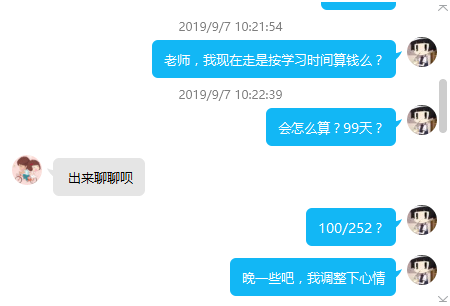 2019/9/7 10:21:54
老师，我现在走是按学习时间算钱么？
2019/9/7 10:22:39
会怎么算？99天？
出来聊聊呗
100/252？
晚一些吧，我调整下心情